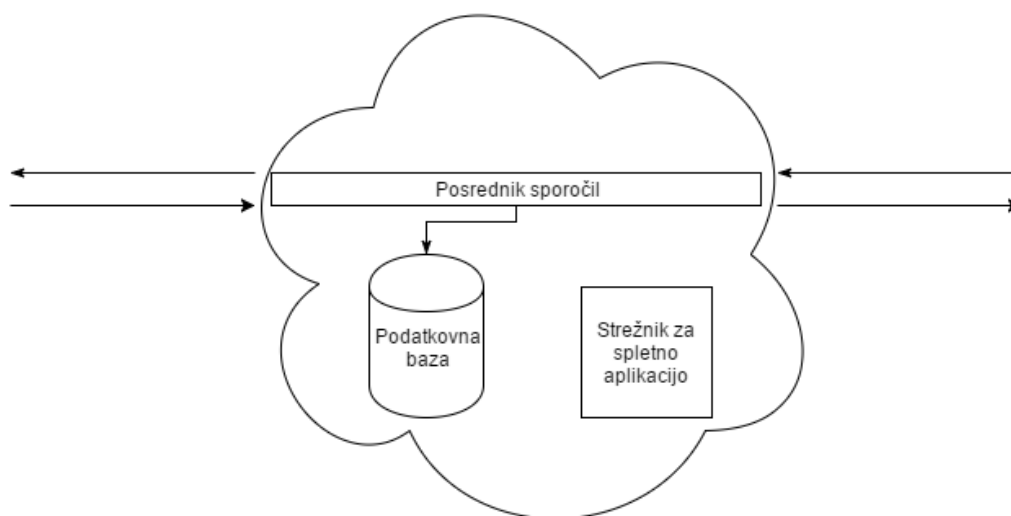 Posrednik sporočil
Podatkovna
baza
Strežnik za
spletno
aplikacijo